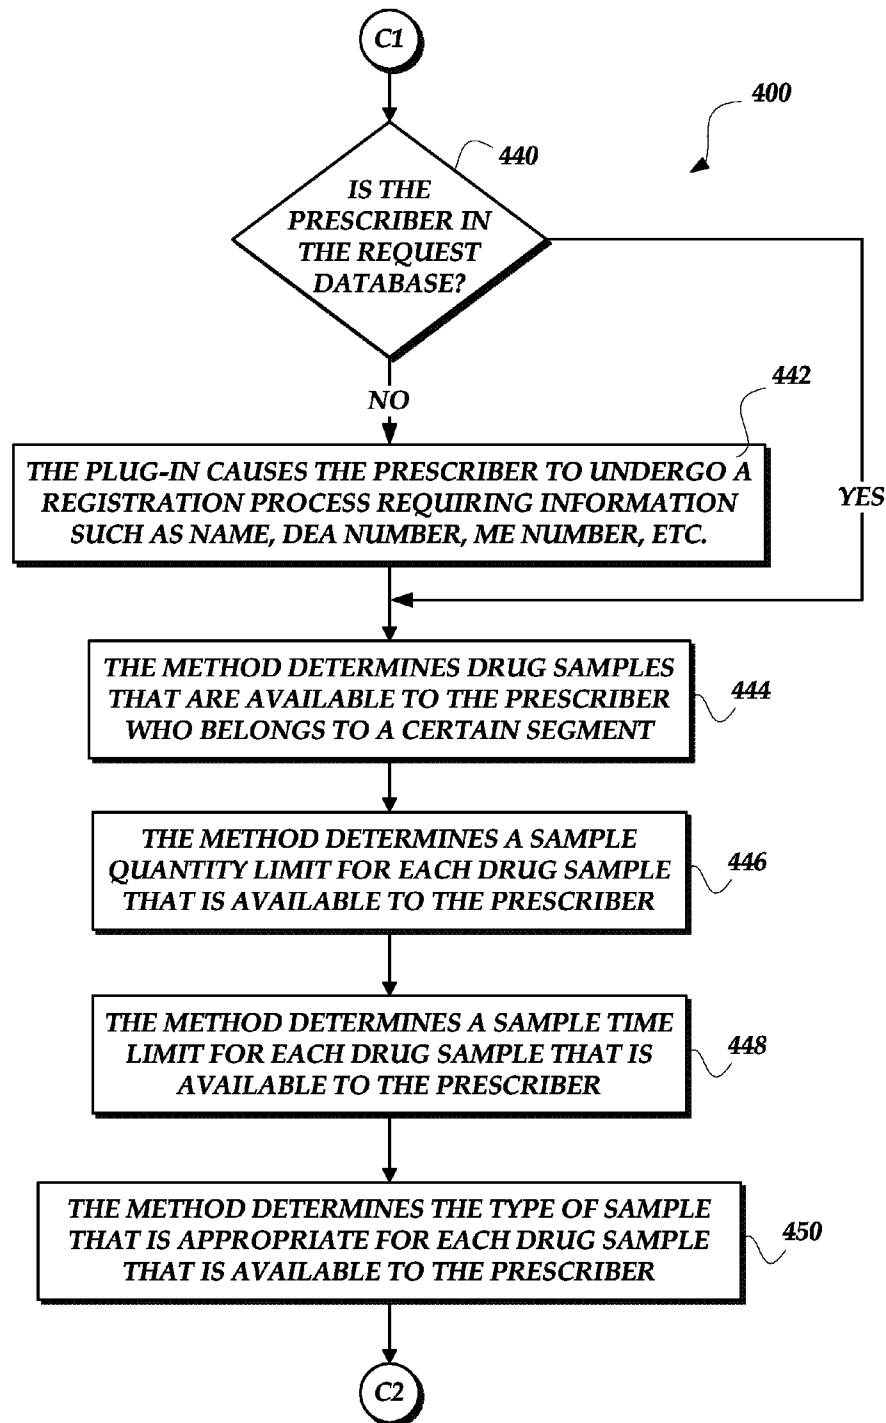 C1
400
440
IS THE
PRESCRIBER IN
THE REQUEST
DATABASE?
442
NO
YES
THE PLUG-IN CAUSES THE PRESCRIBER TO UNDERGO A
REGISTRATION PROCESS REQUIRING INFORMATION
SUCH AS NAME, DEA NUMBER, ME NUMBER, ETC.
THE METHOD DETERMINES DRUG SAMPLES
THAT ARE AVAILABLE TO THE PRESCRIBER
WHO BELONGS TO A CERTAIN SEGMENT
444
THE METHOD DETERMINES A SAMPLE
QUANTITY LIMIT FOR EACH DRUG SAMPLE
THAT IS AVAILABLE TO THE PRESCRIBER
446
THE METHOD DETERMINES A SAMPLE TIME
LIMIT FOR EACH DRUG SAMPLE THAT IS
AVAILABLE TO THE PRESCRIBER
448
THE METHOD DETERMINES THE TYPE OF SAMPLE
THAT IS APPROPRIATE FOR EACH DRUG SAMPLE
THAT IS AVAILABLE TO THE PRESCRIBER
450
C2